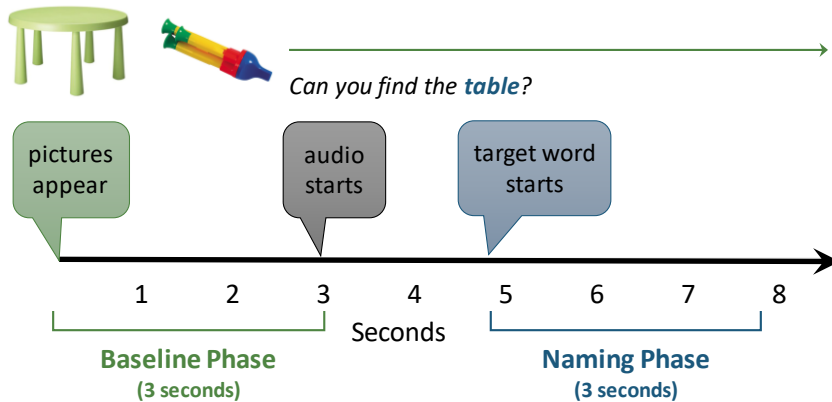 Can you find the table?
pictures
appear
audio
starts
target word
starts
1 2 3 4 5 6 7 8
Seconds
Baseline Phase
(3 seconds)
Naming Phase
(3 seconds)